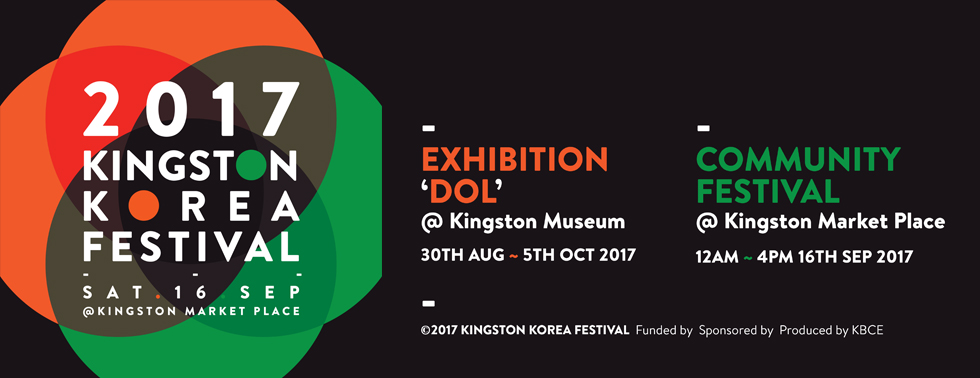 2017
KINGSTON
KOREA
FESTIVAL
SAT.16.SEP
@KINGSTON MARKET PLACE
EXHIBITION
‘DOL’
@ Kingston Museum
30TH AUG ~ 5TH OCT 2017
COMMUNITY
FESTIVAL
@ Kingston Market Place
12AM ~ 4PM 16TH SEP 2017
©2017 KINGSTON KOREA FESTIVAL Funded by Sponsored by Produced by KBCE